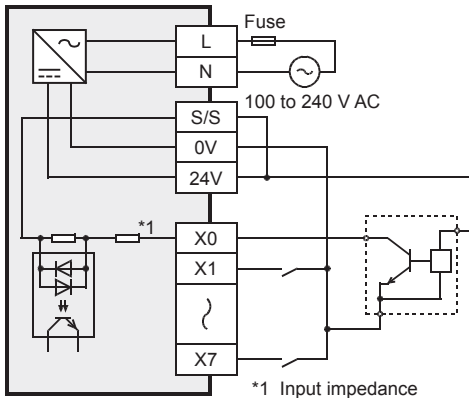 L
Fuse
N
100 to 240 V AC
S/S
0V
24V
*1
X0
X1
X7
*1 Input impedance